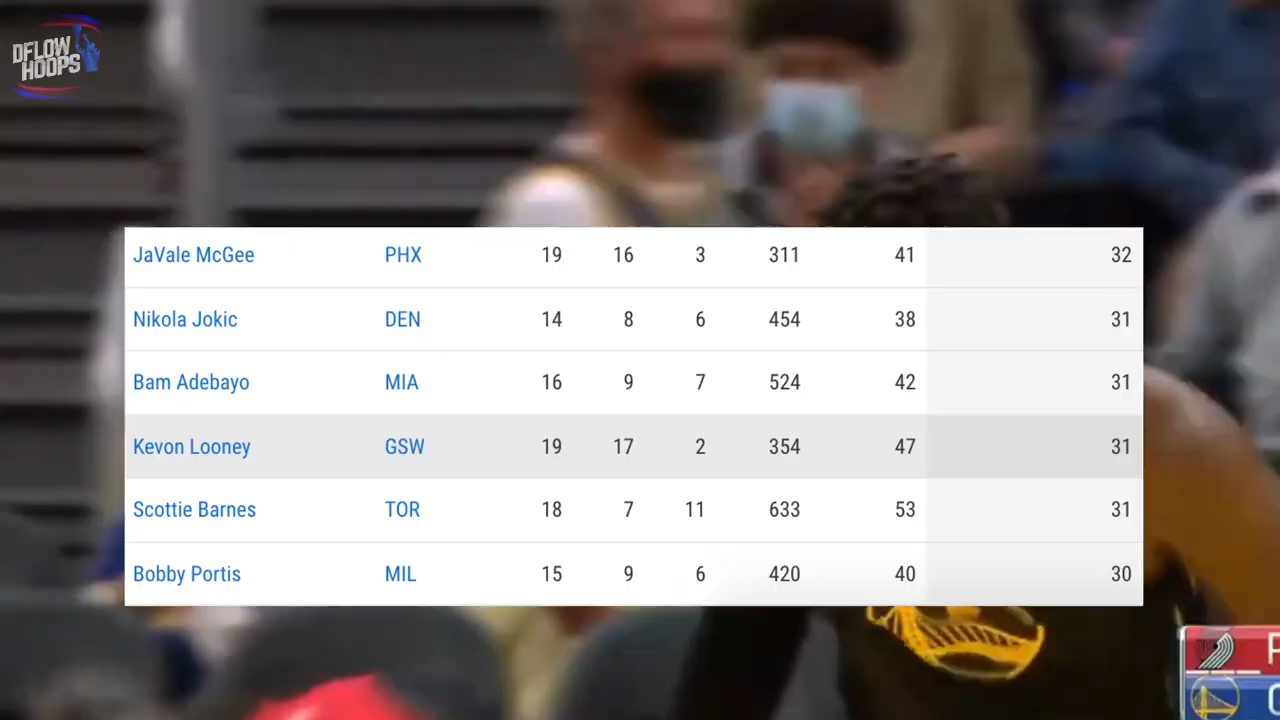 DFLOW
HOOPS
JaVale McGee PHX 19 16 3 311 41 32
Nikola Jokic DEN 14 8 6 454 38 31
Bam Adebayo MIA 16 9 7 524 42 31
Kevon Looney GSW 19 17 2 354 47 31
Scottie Barnes TOR 18 7 11 633 53 31
Bobby Portis MIL 15 9 6 420 40 30